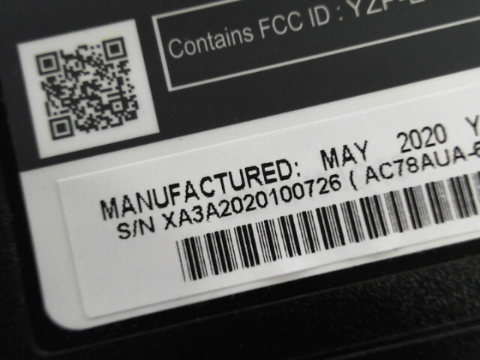 Contains FCC ID : YZP-
MANUFACTURED: MAY 2020 Y
S/N XA3A2020100726 ( AC78AUA-